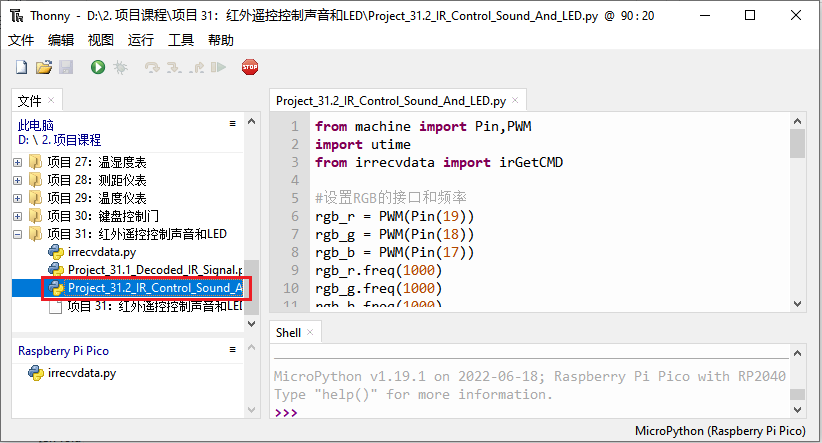 Thonny - D:\2. 项目课程\项目 31：红外遥控控制声音和LED\Project_31.2_IR_Control_Sound_And_LED.py @ 90 : 20
文件 编辑 视图 运行 工具 帮助
STOP
文件 ×
此电脑
D: \ 2. 项目课程
项目 27：温湿度表
项目 28：测距仪表
项目 29：温度仪表
项目 30：键盘控制门
项目 31：红外遥控控制声音和LED
irrecvdata.py
Project_31.1_Decoded_IR_Signal.p
Project_31.2_IR_Control_Sound_A
项目 31：红外遥控控制声音和LED
Raspberry Pi Pico
irrecvdata.py
Project_31.2_IR_Control_Sound_And_LED.py ×
1 from machine import Pin,PWM
2 import utime
3 from irrecvdata import irGetCMD
4
5 #设置RGB的接口和频率
6 rgb_r = PWM(Pin(19))
7 rgb_g = PWM(Pin(18))
8 rgb_b = PWM(Pin(17))
9 rgb_r.freq(1000)
10 rgb_g.freq(1000)
11 rgb_b.freq(1000)
Shell ×
MicroPython v1.19.1 on 2022-06-18; Raspberry Pi Pico with RP2040
Type "help()" for more information.
>>>
MicroPython (Raspberry Pi Pico)